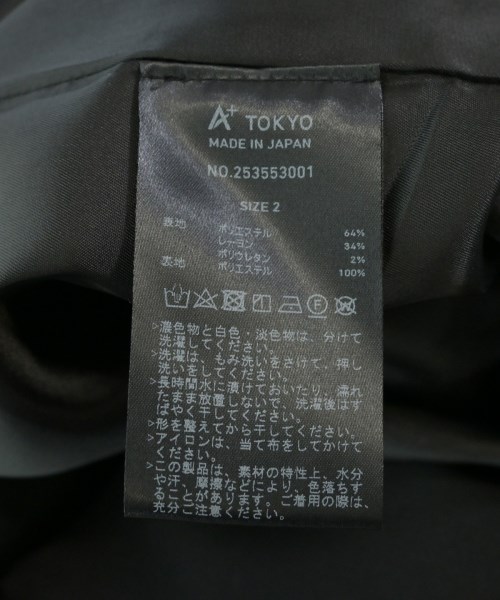 A+ TOKYO
MADE IN JAPAN
NO.253553001
SIZE 2
表地 ポリエステル 64%
レーヨン 34%
ポリウレタン 2%
裏地 ポリエステル 100%
>濃色物と白色・淡色物は、分けて
洗濯してください。
>洗濯は、もみ洗いをさけて、押し
洗いをしてください。
>長時間水に漬けておいたり、濡れ
たまま放置しないで、洗濯後はす
ばやく干してください。
>形を整えてから干してください。
>アイロンは、当て布をしてかけて
ください。
>この製品は、素材の特性上、水分
や汗、摩擦などにより、色落ちす
ることがあります。ご着用の際は、
充分ご注意ください。